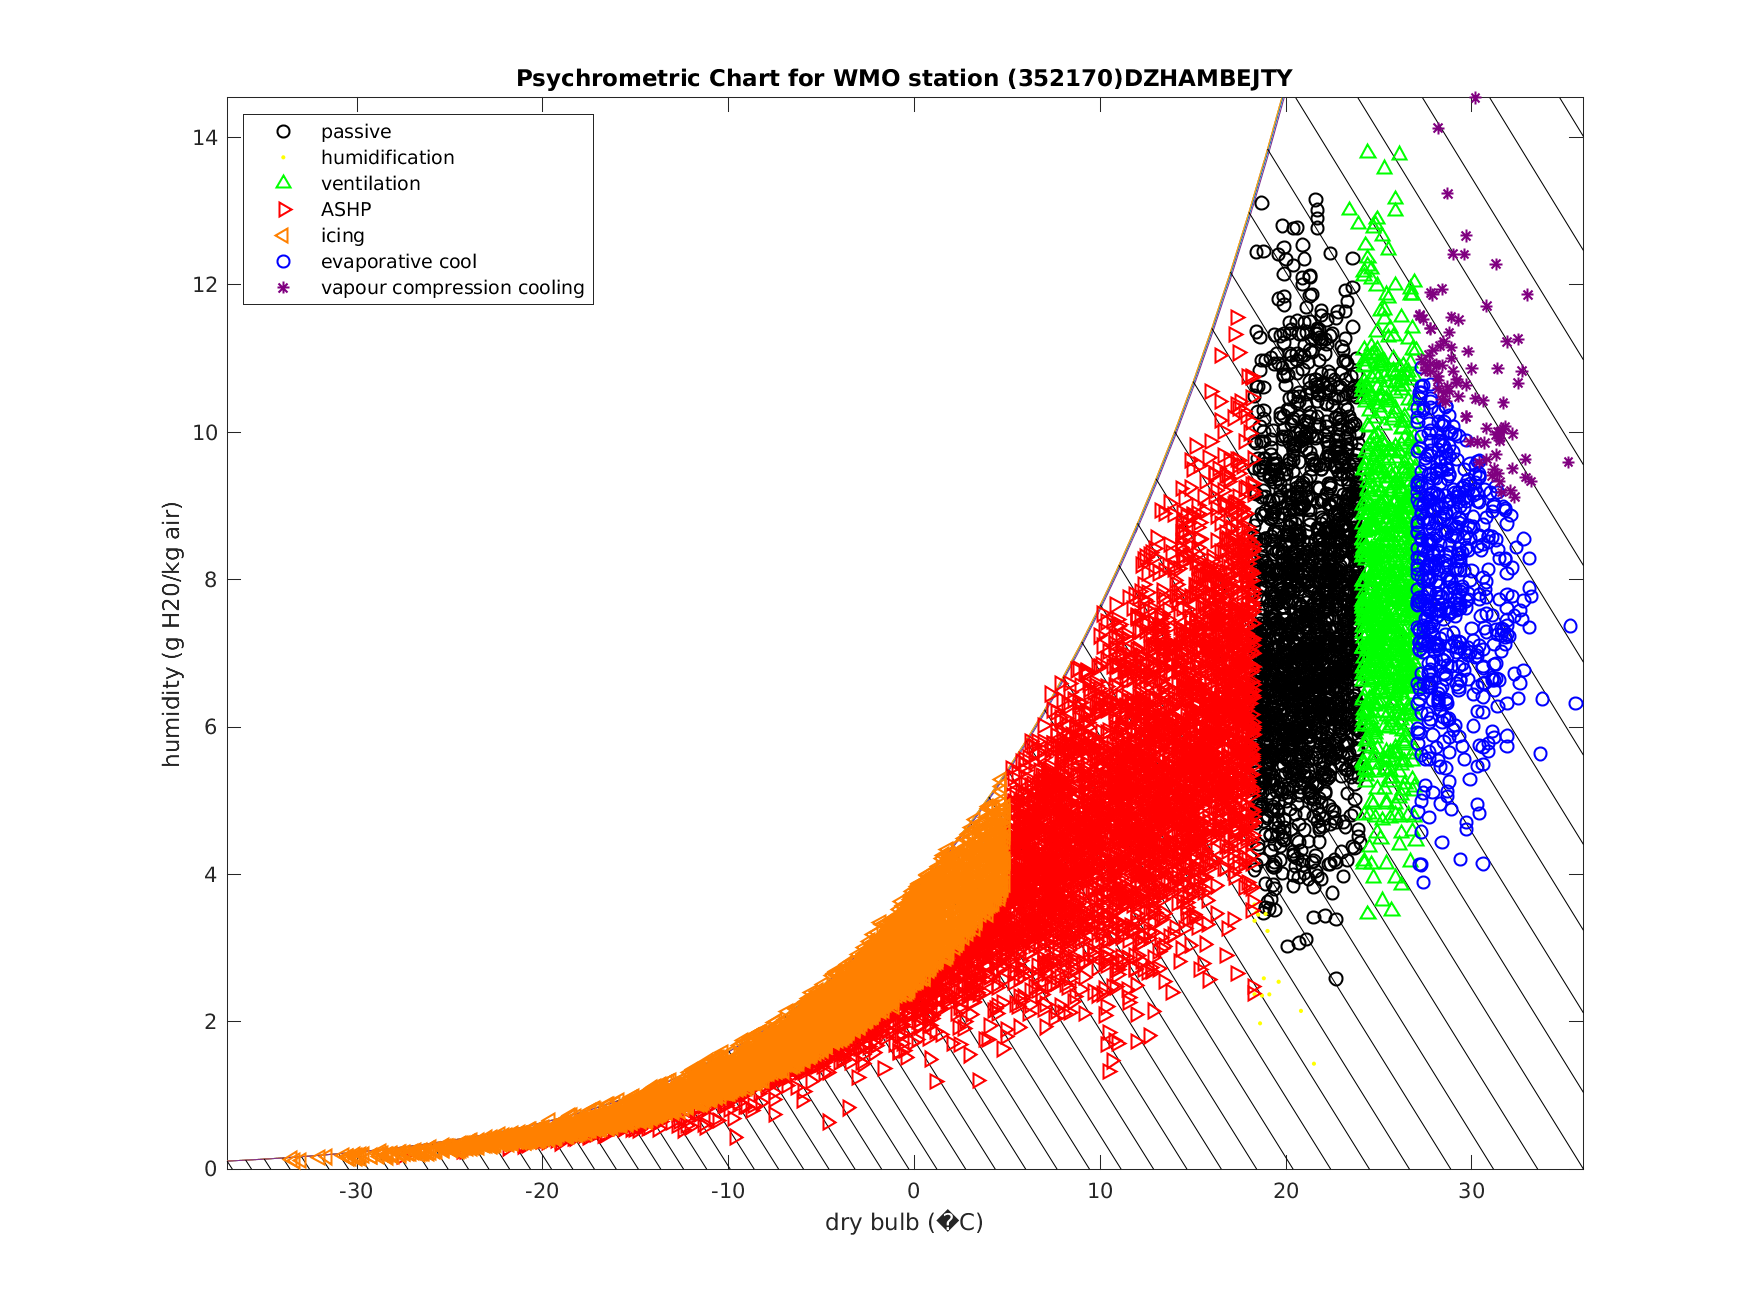 Psychrometric Chart for WMO station (352170)DZHAMBEJTY
passive
humidification
ventilation
ASHP
icing
evaporative cool
vapour compression cooling
humidity (g H20/kg air)
14
12
10
8
6
4
2
0
-30 -20 -10 0 10 20 30
dry bulb (�C)